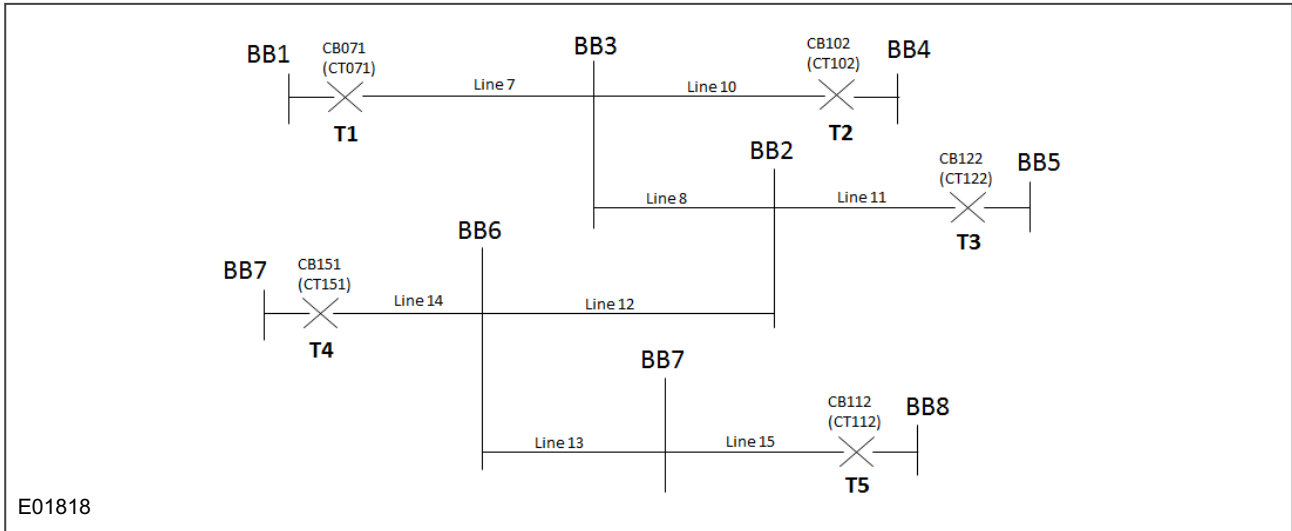 BB1
CB071
(CT071)
T1
Line 7
BB3
Line 10
CB102
(CT102)
T2
BB4
BB2
Line 8
Line 11
CB122
(CT122)
T3
BB5
BB6
BB7
CB151
(CT151)
T4
Line 14
Line 12
BB7
Line 13
Line 15
CB112
(CT112)
T5
BB8
E01818